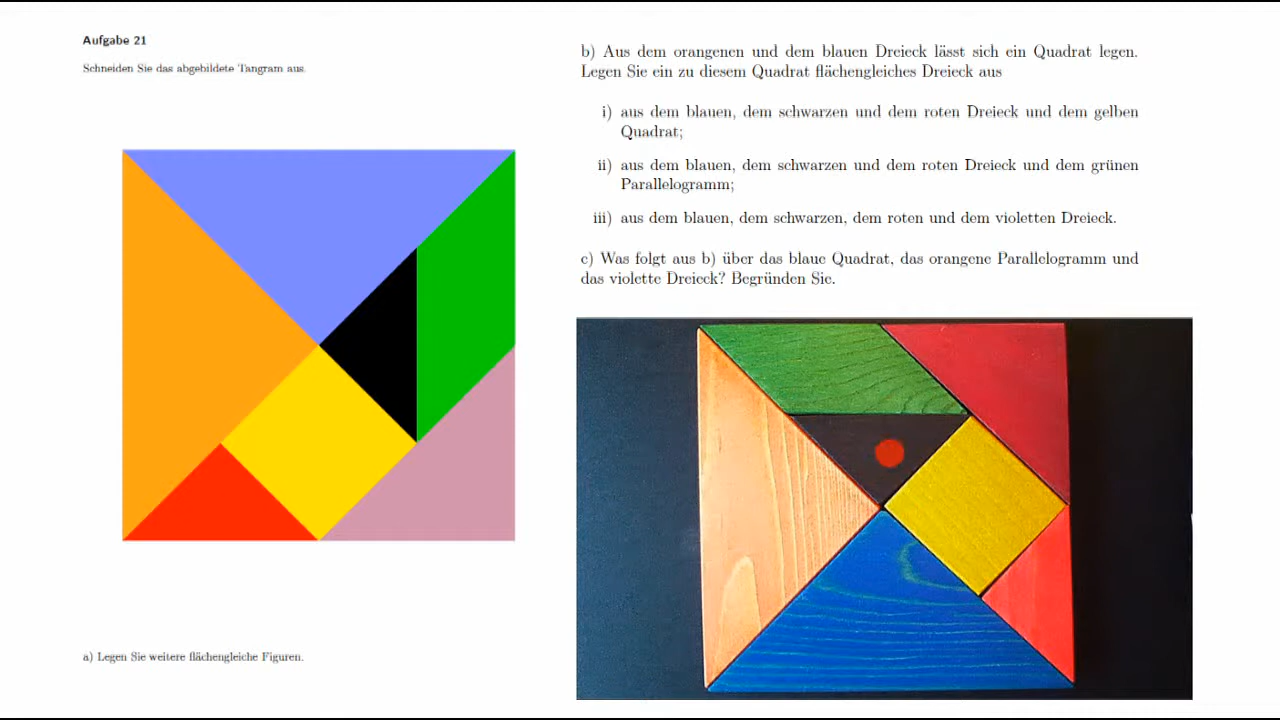 Aufgabe 21
Schneiden Sie das abgebildete Tangram aus.
a) Legen Sie weitere flächengleiche Figuren.
b) Aus dem orangenen und dem blauen Dreieck lässt sich ein Quadrat legen.
Legen Sie ein zu diesem Quadrat flächengleiches Dreieck aus
i) aus dem blauen, dem schwarzen und dem roten Dreieck und dem gelben
Quadrat;
ii) aus dem blauen, dem schwarzen und dem roten Dreieck und dem grünen
Parallelogramm;
iii) aus dem blauen, dem schwarzen, dem roten und dem violetten Dreieck.
c) Was folgt aus b) über das blaue Quadrat, das orangene Parallelogramm und
das violette Dreieck? Begründen Sie.